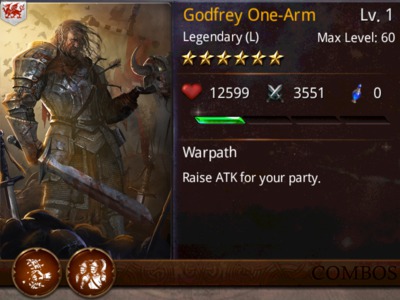 Godfrey One-Arm Lv. 1
Legendary (L) Max Level: 60
12599 3551 0
Warpath
Raise ATK for your party.
COMBOS